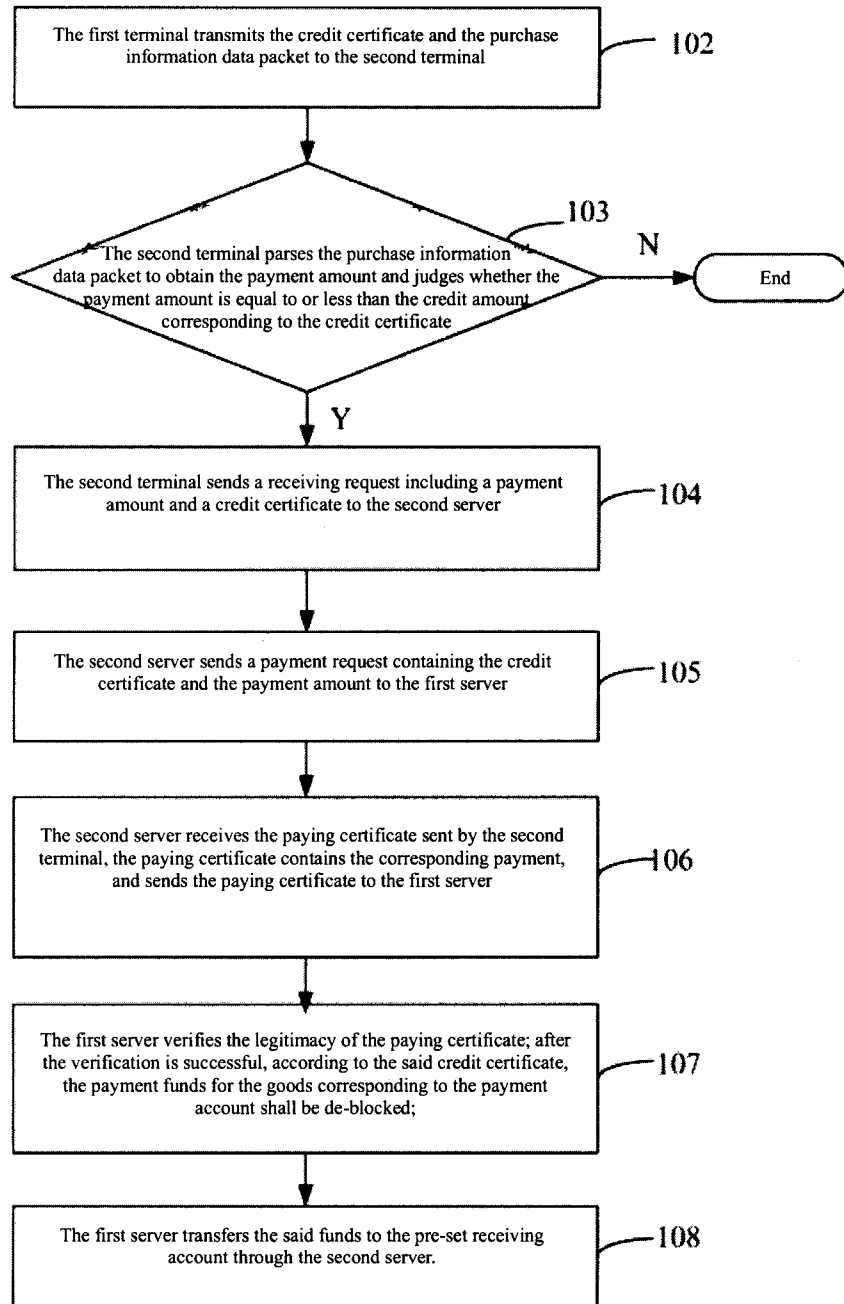 The first terminal transmits the credit certificate and the purchase
information data packet to the second terminal
102
103
The second terminal parses the purchase information
data packet to obtain the payment amount and judges whether the
payment amount is equal to or less than the credit amount
corresponding to the credit certificate
N
End
Y
The second terminal sends a receiving request including a payment
amount and a credit certificate to the second server
104
The second server sends a payment request containing the credit
certificate and the payment amount to the first server
105
The second server receives the paying certificate sent by the second
terminal, the paying certificate contains the corresponding payment,
and sends the paying certificate to the first server
106
The first server verifies the legitimacy of the paying certificate; after
the verification is successful, according to the said credit certificate,
the payment funds for the goods corresponding to the payment
account shall be de-blocked;
107
The first server transfers the said funds to the pre-set receiving
account through the second server.
108